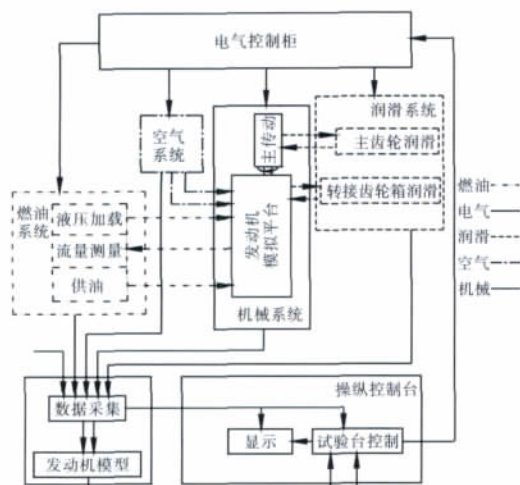 电气控制柜
空气
系统
主传动
润滑系统
主齿轮润滑
转接齿轮箱润滑
燃油
系统
液压加载
流量测量
供油
发动机
模拟平台
机械系统
燃油
电气
润滑
空气
机械
数据采集
发动机模型
操纵控制台
显示
试验台控制